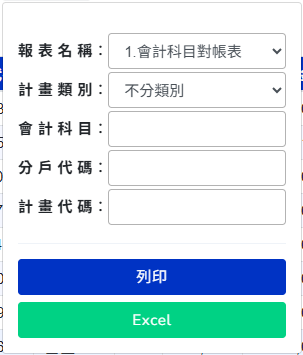 報表名稱：1.會計科目對帳表
計畫類別：不分類別
會計科目：
分戶代碼：
計畫代碼：
列印
Excel